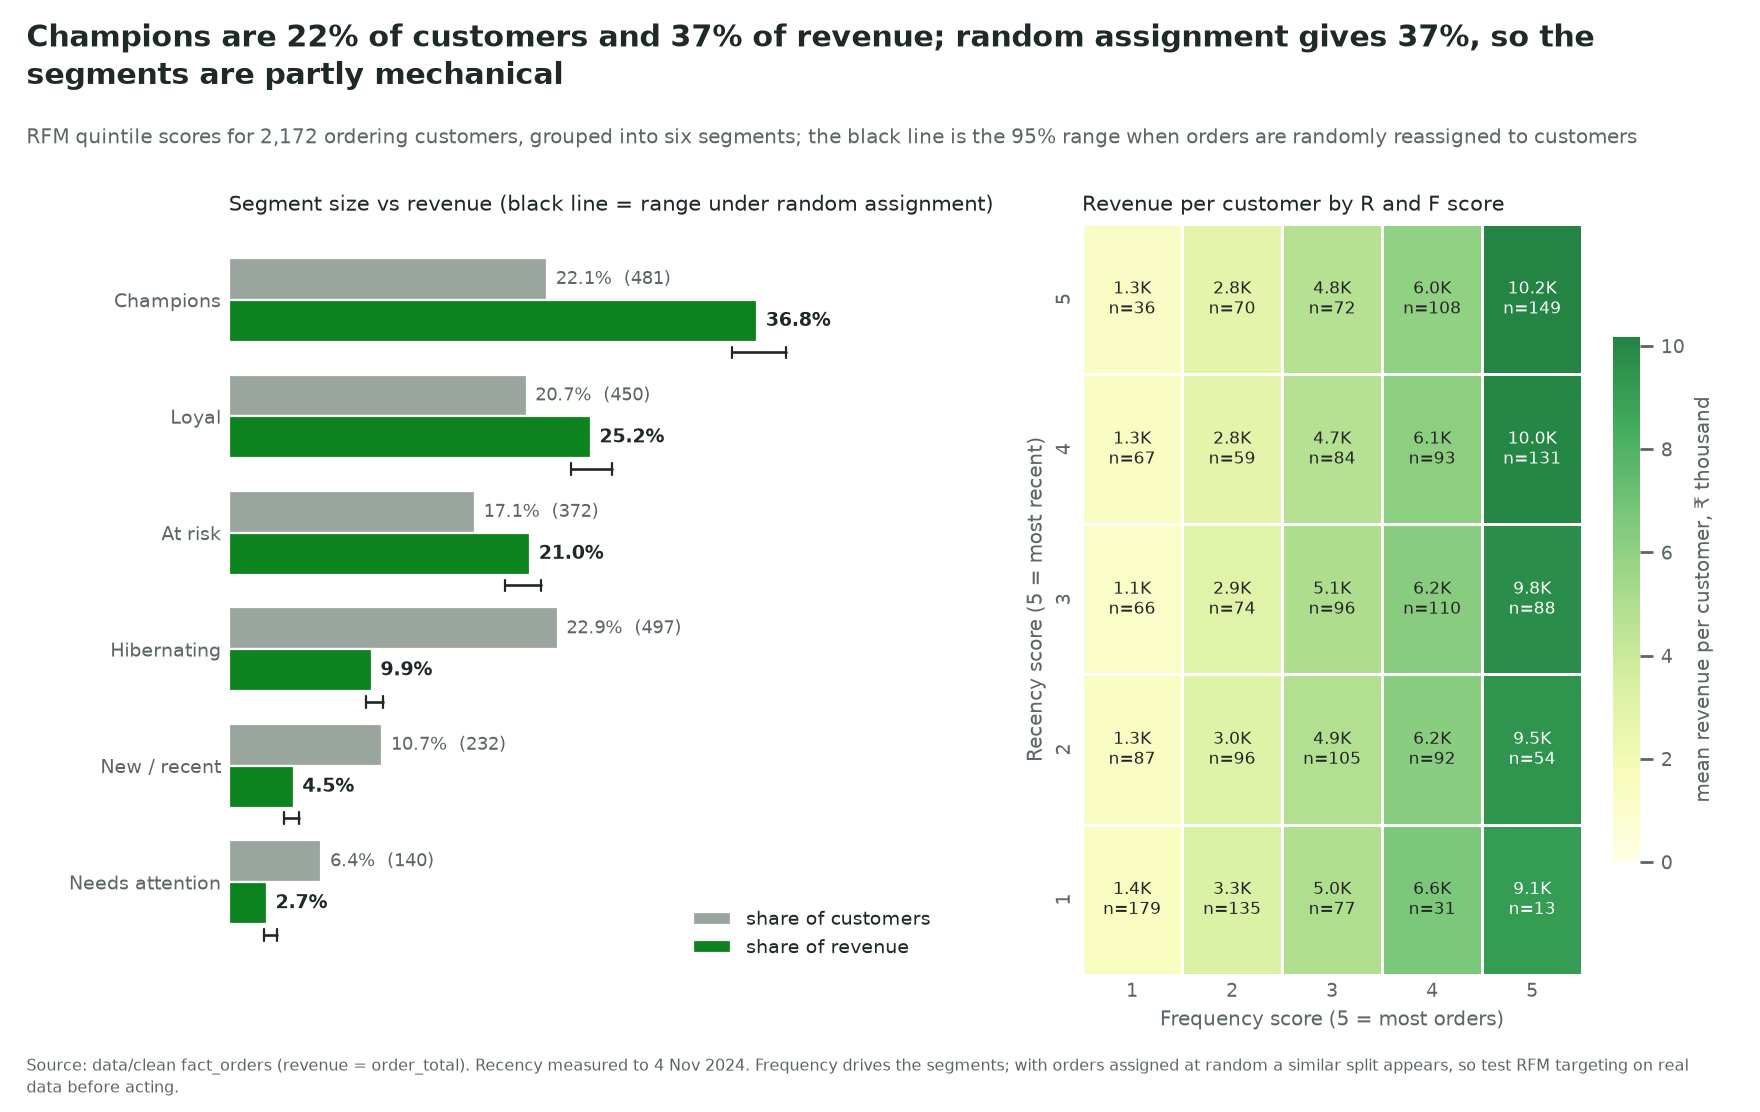 Champions are 22% of customers and 37% of revenue; random assignment gives 37%, so the
segments are partly mechanical
RFM quintile scores for 2,172 ordering customers, grouped into six segments; the black line is the 95% range when orders are randomly reassigned to customers
Segment size vs revenue (black line = range under random assignment)
Champions
22.1% (481)
36.8%
Loyal
20.7% (450)
25.2%
At risk
17.1% (372)
21.0%
Hibernating
22.9% (497)
9.9%
New / recent
10.7% (232)
4.5%
Needs attention
6.4% (140)
2.7%
share of customers
share of revenue
Revenue per customer by R and F score
Recency score (5 = most recent)
5
1.3K 2.8K 4.8K 6.0K 10.2K
n=36 n=70 n=72 n=108 n=149
4
1.3K 2.8K 4.7K 6.1K 10.0K
n=67 n=59 n=84 n=93 n=131
3
1.1K 2.9K 5.1K 6.2K 9.8K
n=66 n=74 n=96 n=110 n=88
2
1.3K 3.0K 4.9K 6.2K 9.5K
n=87 n=96 n=105 n=92 n=54
1
1.4K 3.3K 5.0K 6.6K 9.1K
n=179 n=135 n=77 n=31 n=13
1 2 3 4 5
Frequency score (5 = most orders)
10
8
6
4
2
0
mean revenue per customer, ₹ thousand
Source: data/clean fact_orders (revenue = order_total). Recency measured to 4 Nov 2024. Frequency drives the segments; with orders assigned at random a similar split appears, so test RFM targeting on real
data before acting.